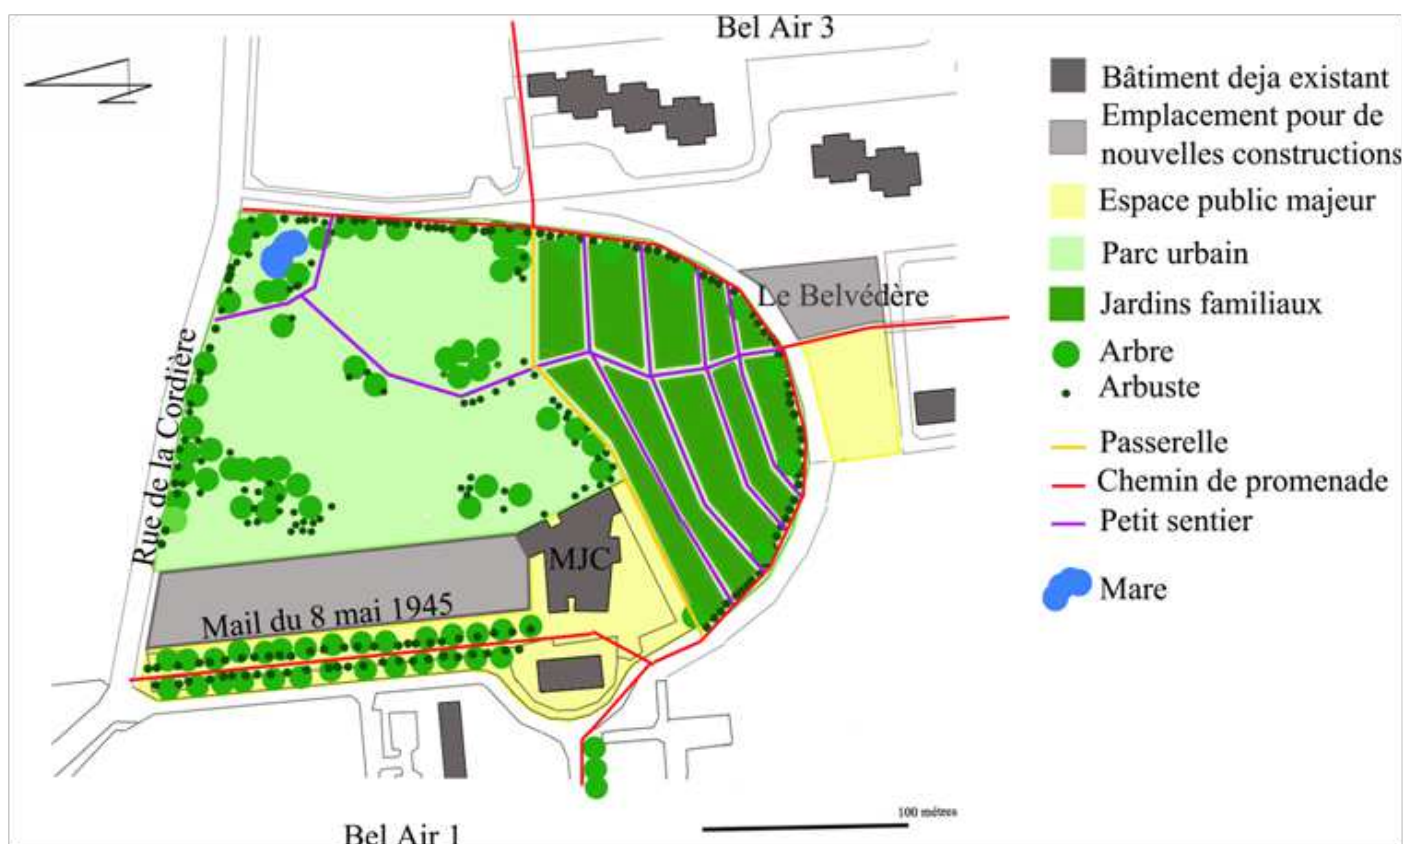 Bel Air 3
Bâtiment deja existant
Emplacement pour de
nouvelles constructions
Espace public majeur
Parc urbain
Jardins familiaux
Arbre
Arbuste
Passerelle
Chemin de promenade
Petit sentier
Mare
Le Belvédère
Rue de la Cordière
MJC
Mail du 8 mai 1945
100 mètres
Bel Air 1